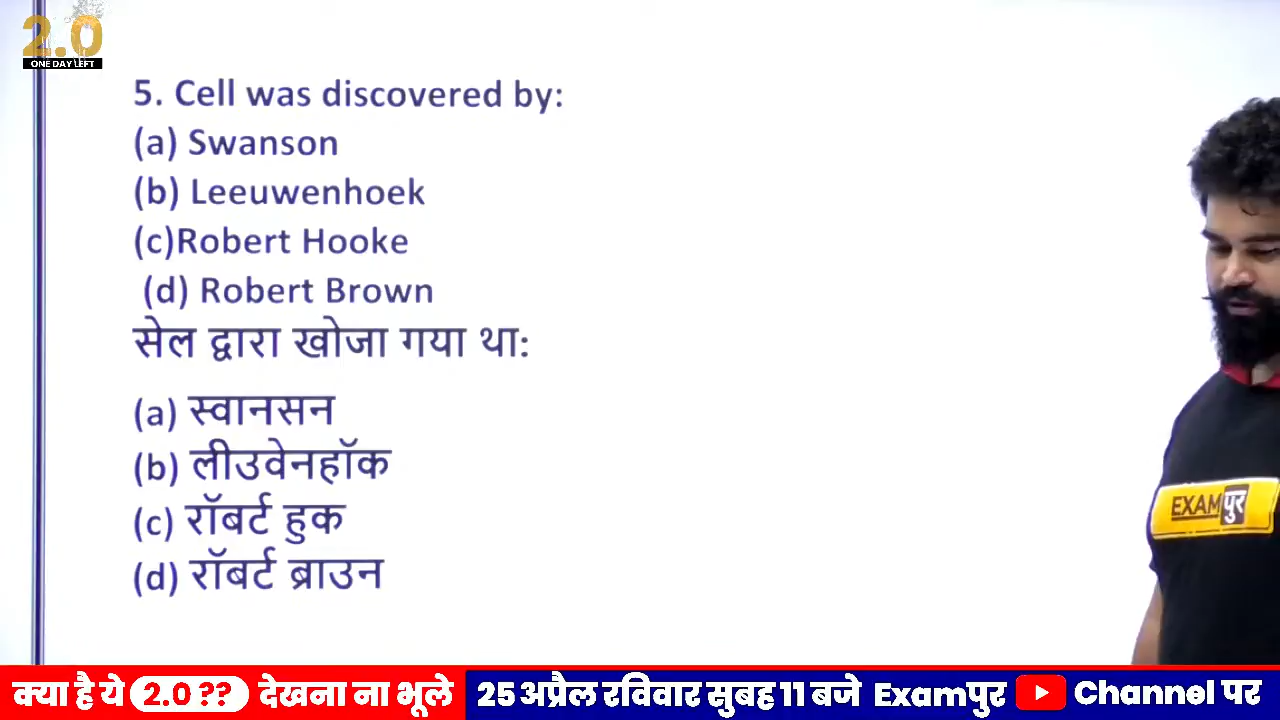 2.0
ONE DAY LEFT
5. Cell was discovered by:
(a) Swanson
(b) Leeuwenhoek
(c)Robert Hooke
(d) Robert Brown
सेल द्वारा खोजा गया था:
(a) स्वानसन
(b) लीउवेनहॉक
(c) रॉबर्ट हुक
(d) रॉबर्ट ब्राउन
EXAMपुर
क्या है ये 2.0 ?? देखना ना भूले 25 अप्रैल रविवार सुबह 11 बजे Examपुर Channel पर